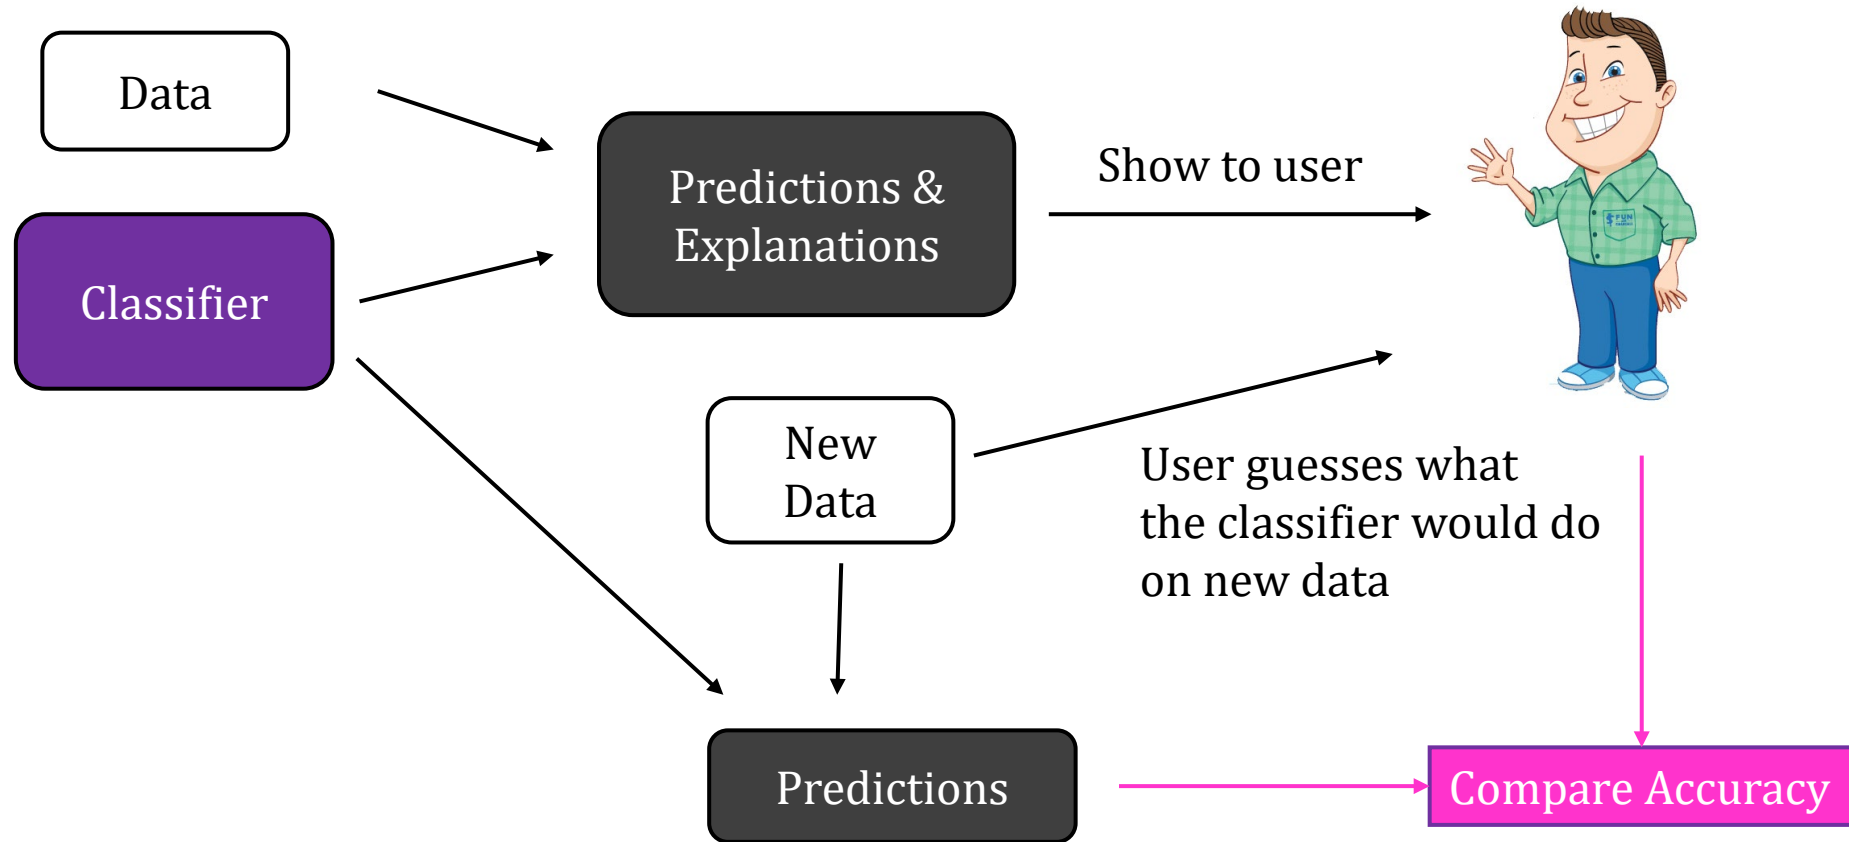 Data
Classifier
Predictions &
Explanations
Show to user
$ FUN
New
Data
User guesses what
the classifier would do
on new data
Predictions
Compare Accuracy